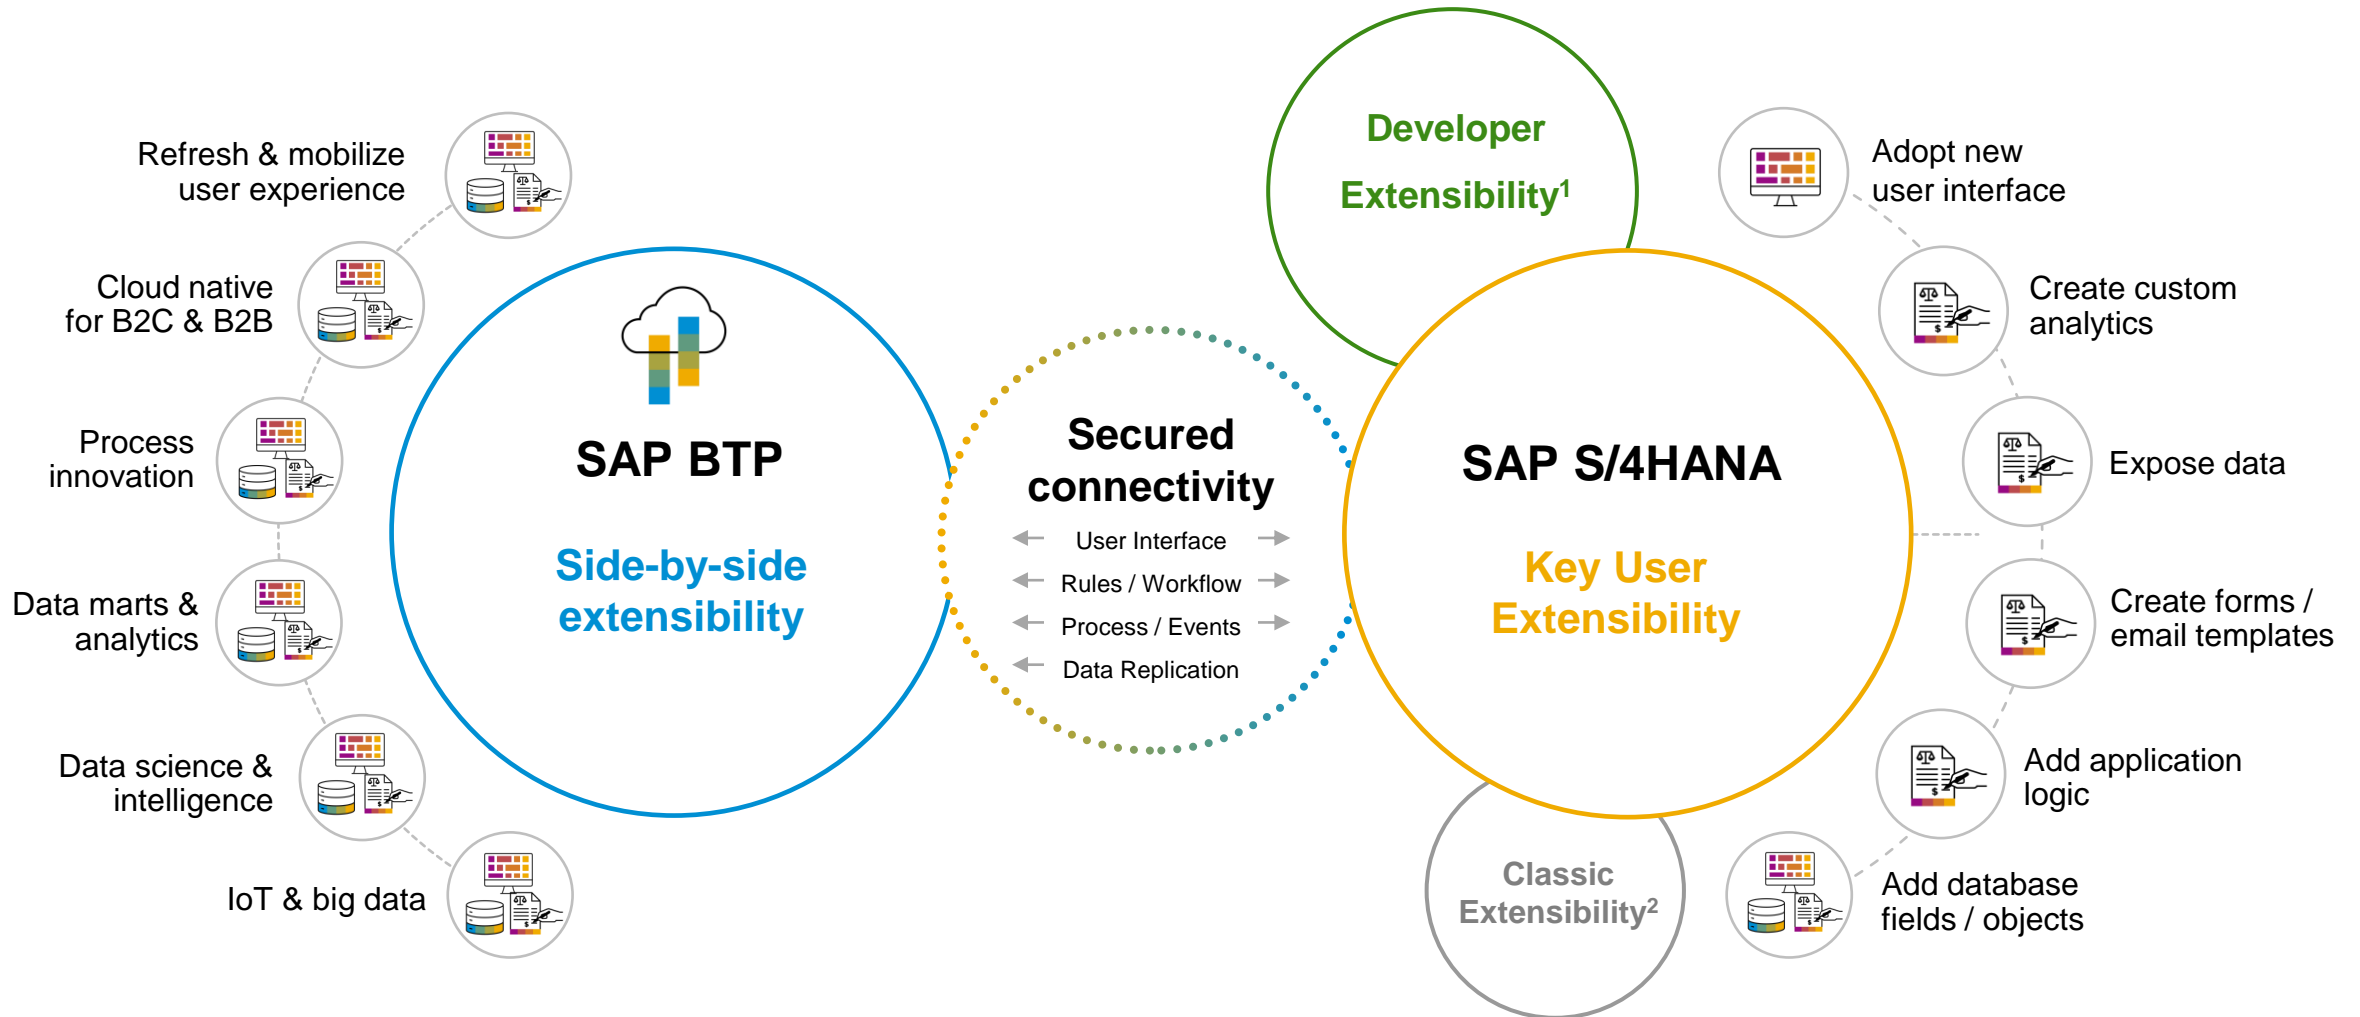 Refresh & mobilize
user experience
Cloud native
for B2C & B2B
Process
innovation
Data marts &
analytics
Data science &
intelligence
IoT & big data
SAP BTP
Side-by-side
extensibility
Secured
connectivity
User Interface
Rules / Workflow
Process / Events
Data Replication
Developer
Extensibility¹
SAP S/4HANA
Key User
Extensibility
Classic
Extensibility²
Adopt new
user interface
Create custom
analytics
Expose data
Create forms /
email templates
Add application
logic
Add database
fields / objects